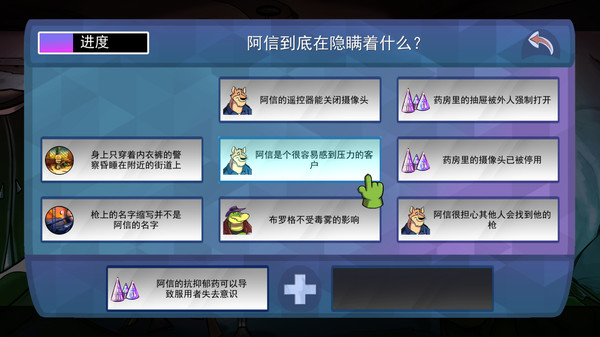 进度
阿信到底在隐瞒着什么?
阿信的遥控器能关闭摄像头
药房里的抽屉被外人强制打开
身上只穿着内衣裤的警
察昏睡在附近的街道上
阿信是个很容易感到压力的客
户
药房里的摄像头已被停用
枪上的名字缩写并不是
阿信的名字
布罗格不受毒雾的影响
阿信很担心其他人会找到他的
枪
阿信的抗抑郁药可以导
致服用者失去意识